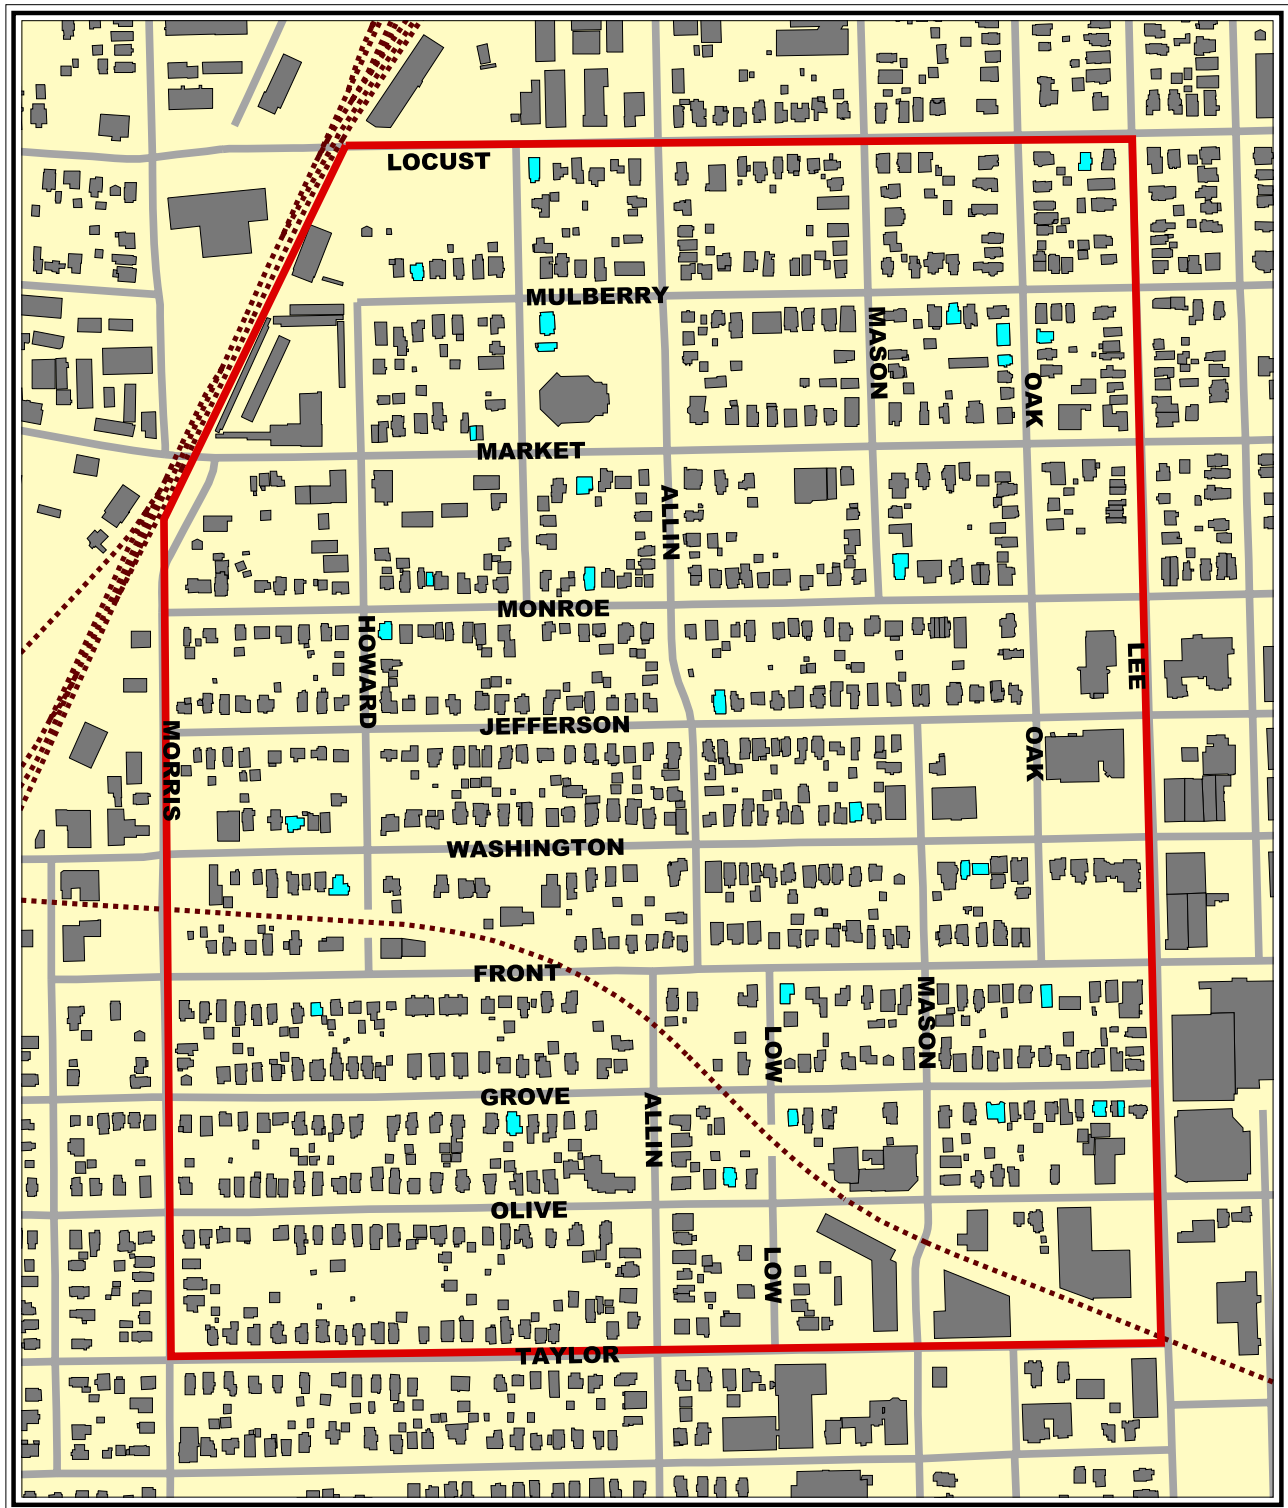 LOCUST
MULBERRY
MASON
OAK
MARKET
ALLIN
MONROE
HOWARD
LEE
JEFFERSON
MORRIS
OAK
WASHINGTON
FRONT
MASON
LOW
GROVE
ALLIN
OLIVE
LOW
TAYLOR